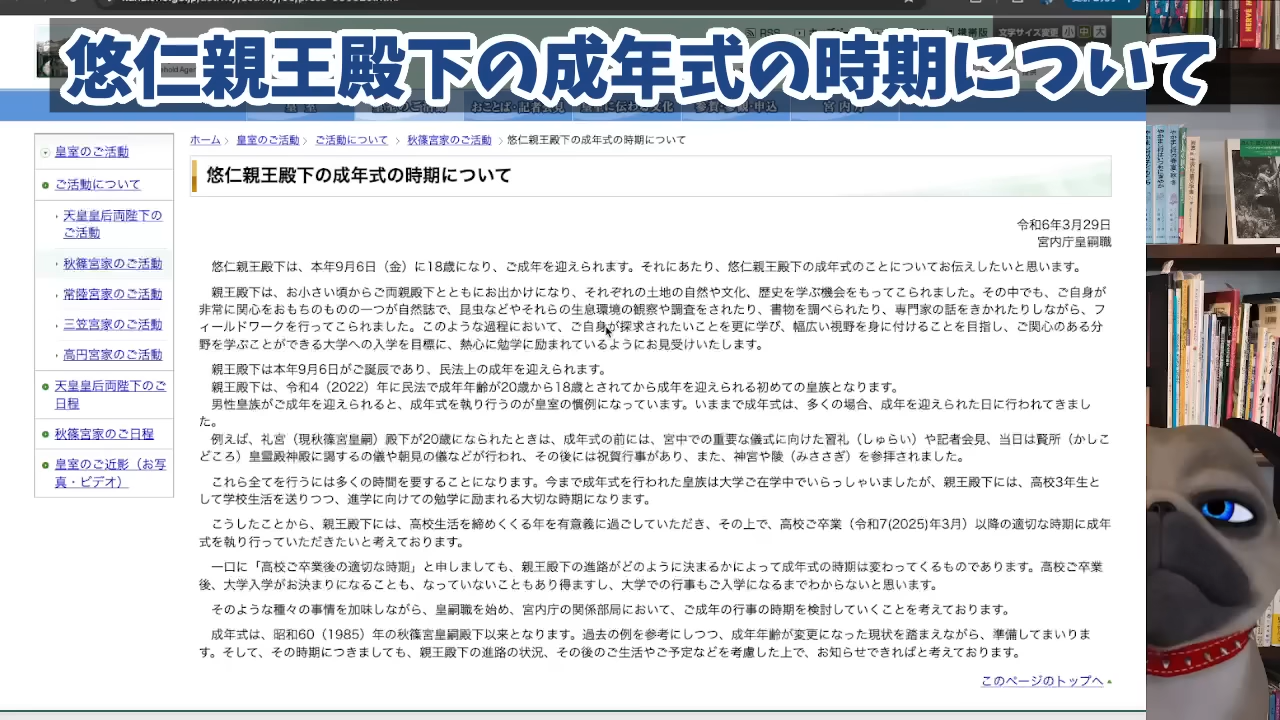 悠仁親王殿下の成年式の時期について
RSS
文字サイズ変更 小 中 大
ホーム 皇室のご活動 ご活動について 秋篠宮家のご活動 悠仁親王殿下の成年式の時期について
皇室のご活動
ご活動について
天皇皇后両陛下の
ご活動
秋篠宮家のご活動
常陸宮家のご活動
三笠宮家のご活動
高円宮家のご活動
天皇皇后両陛下のご
日程
秋篠宮家のご日程
皇室のご近影(お写
真・ビデオ)
悠仁親王殿下の成年式の時期について
令和6年3月29日
宮内庁皇嗣職
悠仁親王殿下は、本年9月6日(金)に18歳になり、ご成年を迎えられます。それにあたり、悠仁親王殿下の成年式のことについてお伝えしたいと思います。
親王殿下は、お小さい頃からご両親殿下とともにお出かけになり、それぞれの土地の自然や文化、歴史を学ぶ機会をもってこられました。その中でも、ご自身が
非常に関心をおもちのものの一つが自然誌で、昆虫などやそれらの生息環境の観察や調査をされたり、書物を調べられたり、専門家の話をきかれたりしながら、フ
ィールドワークを行ってこられました。このような過程において、ご自身が探求されたいことを更に学び、幅広い視野を身に付けることを目指し、ご関心のある分
野を学ぶことができる大学への入学を目標に、熱心に勉学に励まれているようにお見受けいたします。
親王殿下は本年9月6日がご誕辰であり、民法上の成年を迎えられます。
親王殿下は、令和4(2022)年に民法で成年年齢が20歳から18歳とされてから成年を迎えられる初めての皇族となります。
男性皇族がご成年を迎えられると、成年式を執り行うのが皇室の慣例になっています。いままで成年式は、多くの場合、成年を迎えられた日に行われてきまし
た。
例えば、礼宮(現秋篠宮皇嗣)殿下が20歳になられたときは、成年式の前には、宮中での重要な儀式に向けた習礼(しゅらい)や記者会見、当日は賢所(かしこ
どころ)皇霊殿神殿に謁するの儀や朝見の儀などが行われ、その後には祝賀行事があり、また、神宮や陵(みささぎ)を参拝されました。
これら全てを行うには多くの時間を要することになります。今まで成年式を行われた皇族は大学ご在学中でいらっしゃいましたが、親王殿下には、高校3年生と
して学校生活を送りつつ、進学に向けての勉学に励まれる大切な時期になります。
こうしたことから、親王殿下には、高校生活を締めくくる年を有意義に過ごしていただき、その上で、高校ご卒業(令和7(2025)年3月)以降の適切な時期に成年
式を執り行っていただきたいと考えております。
一口に「高校ご卒業後の適切な時期」と申しましても、親王殿下の進路がどのように決まるかによって成年式の時期は変わってくるものであります。高校ご卒業
後、大学入学がお決まりになることも、なっていないこともあり得ますし、大学での行事もご入学になるまでわからないと思います。
そのような種々の事情を加味しながら、皇嗣職を始め、宮内庁の関係部局において、ご成年の行事の時期を検討していくことを考えております。
成年式は、昭和60(1985)年の秋篠宮皇嗣殿下以来となります。過去の例を参考にしつつ、成年年齢が変更になった現状を踏まえながら、準備してまいりま
す。そして、その時期につきましても、親王殿下の進路の状況、その後のご生活やご予定などを考慮した上で、お知らせできればと考えております。
このページのトップへ